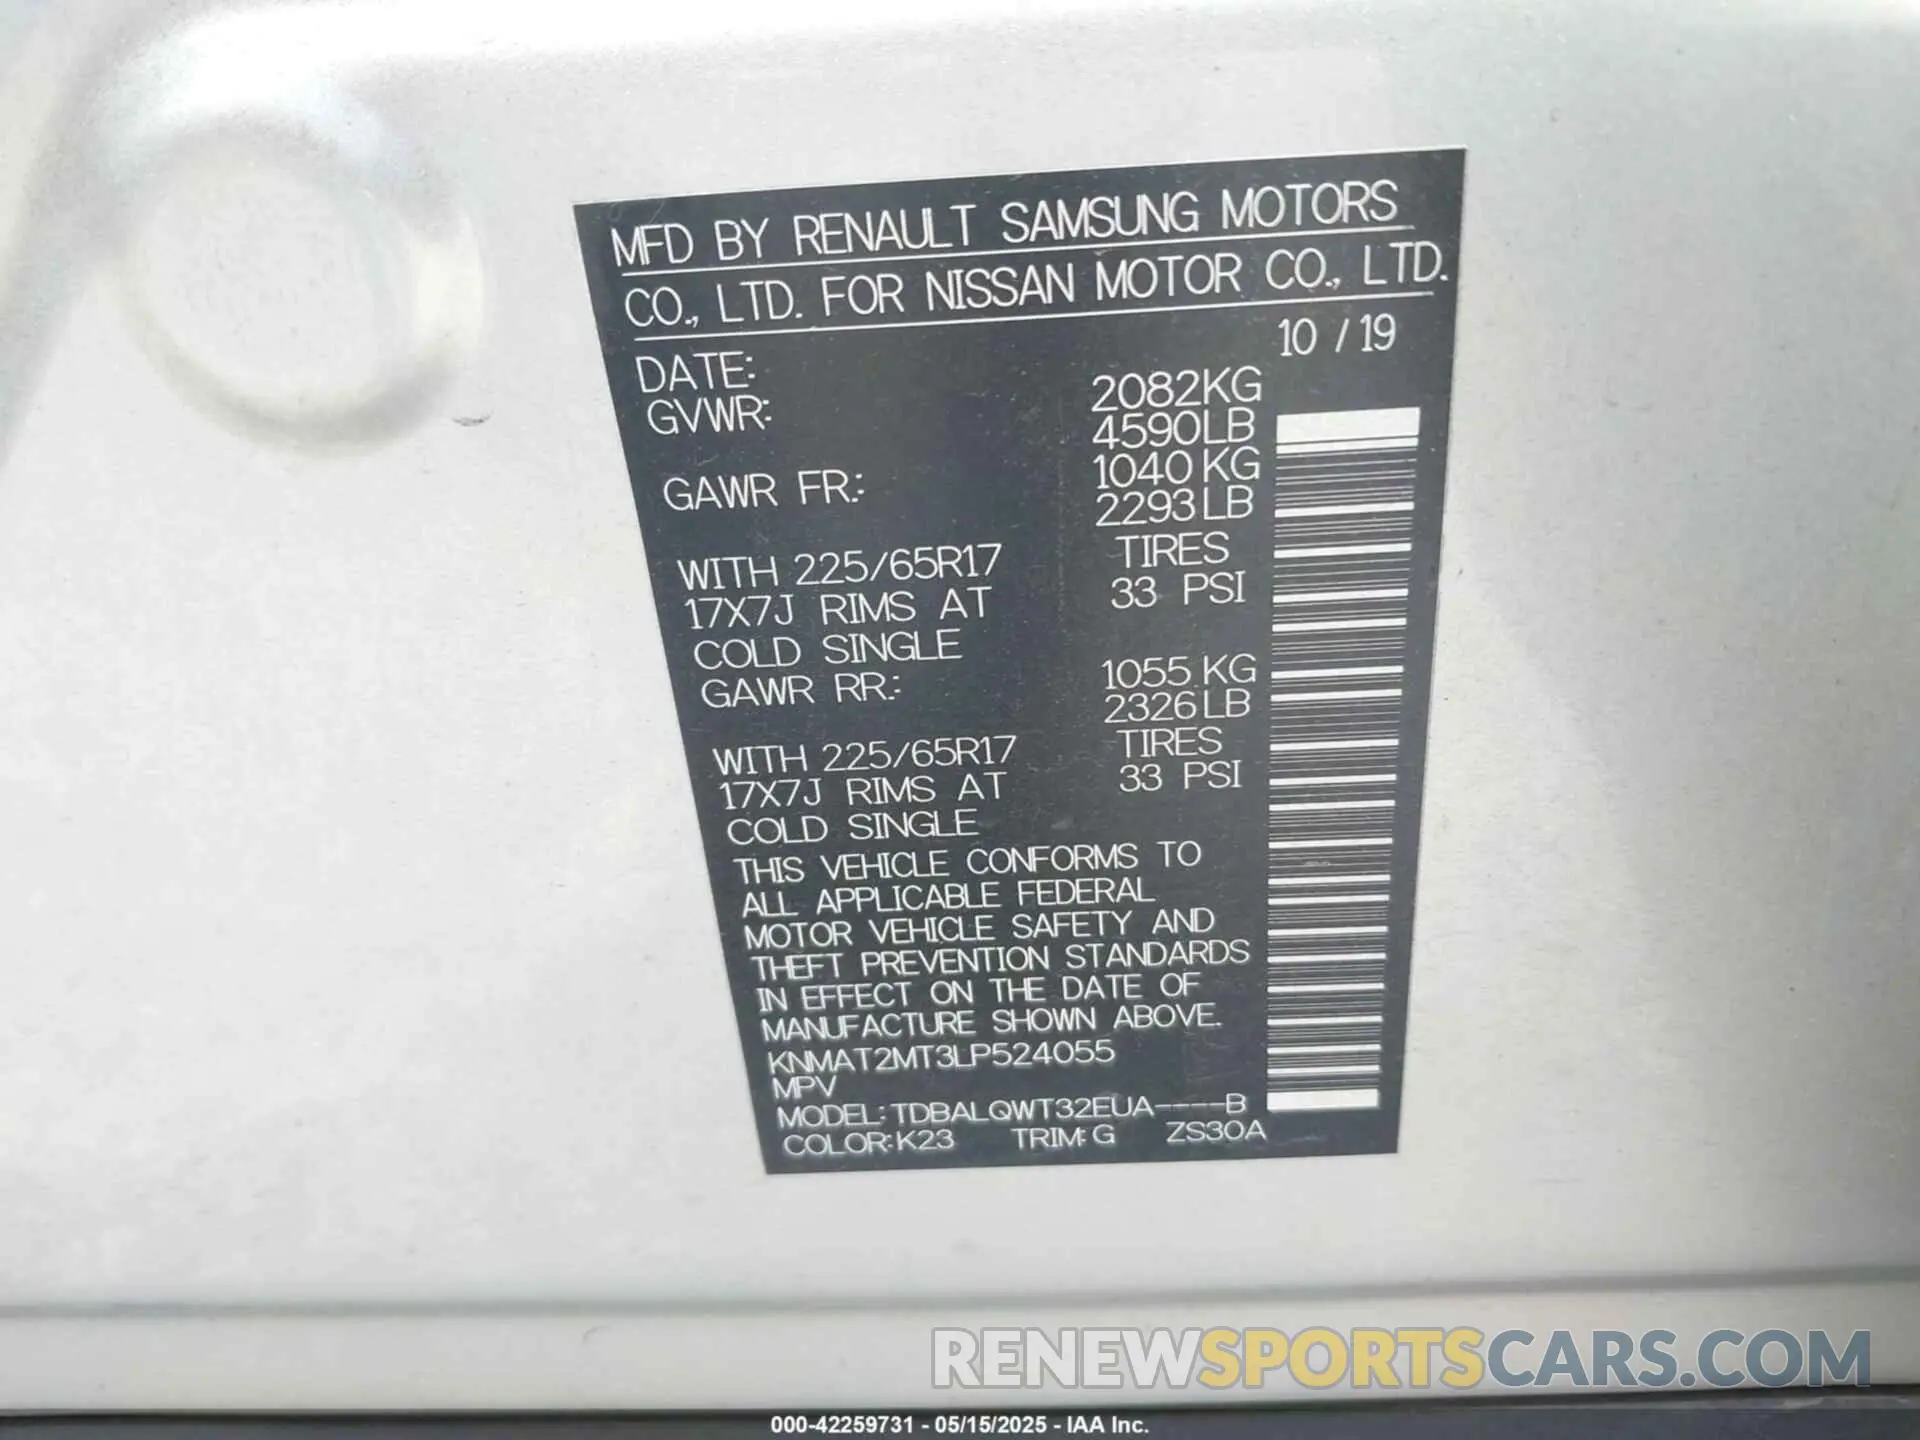 MFD BY RENAULT SAMSUNG MOTORS
CO., LTD. FOR NISSAN MOTOR CO., LTD.
DATE: 10 / 19
GVWR: 2082KG
4590LB
GAWR FR.: 1040 KG
2293LB
WITH 225/65R17 TIRES
17X7J RIMS AT 33 PSI
COLD SINGLE
GAWR RR.: 1055 KG
2326LB
WITH 225/65R17 TIRES
17X7J RIMS AT 33 PSI
COLD SINGLE
THIS VEHICLE CONFORMS TO
ALL APPLICABLE FEDERAL
MOTOR VEHICLE SAFETY AND
THEFT PREVENTION STANDARDS
IN EFFECT ON THE DATE OF
MANUFACTURE SHOWN ABOVE.
KNMAT2MT3LP524055
MPV
MODEL: TDBALQWT32EUA----B
COLOR: K23 TRIM: G ZS30A
RENEWSPORTSCARS.COM
000-42259731 - 05/15/2025 - IAA Inc.